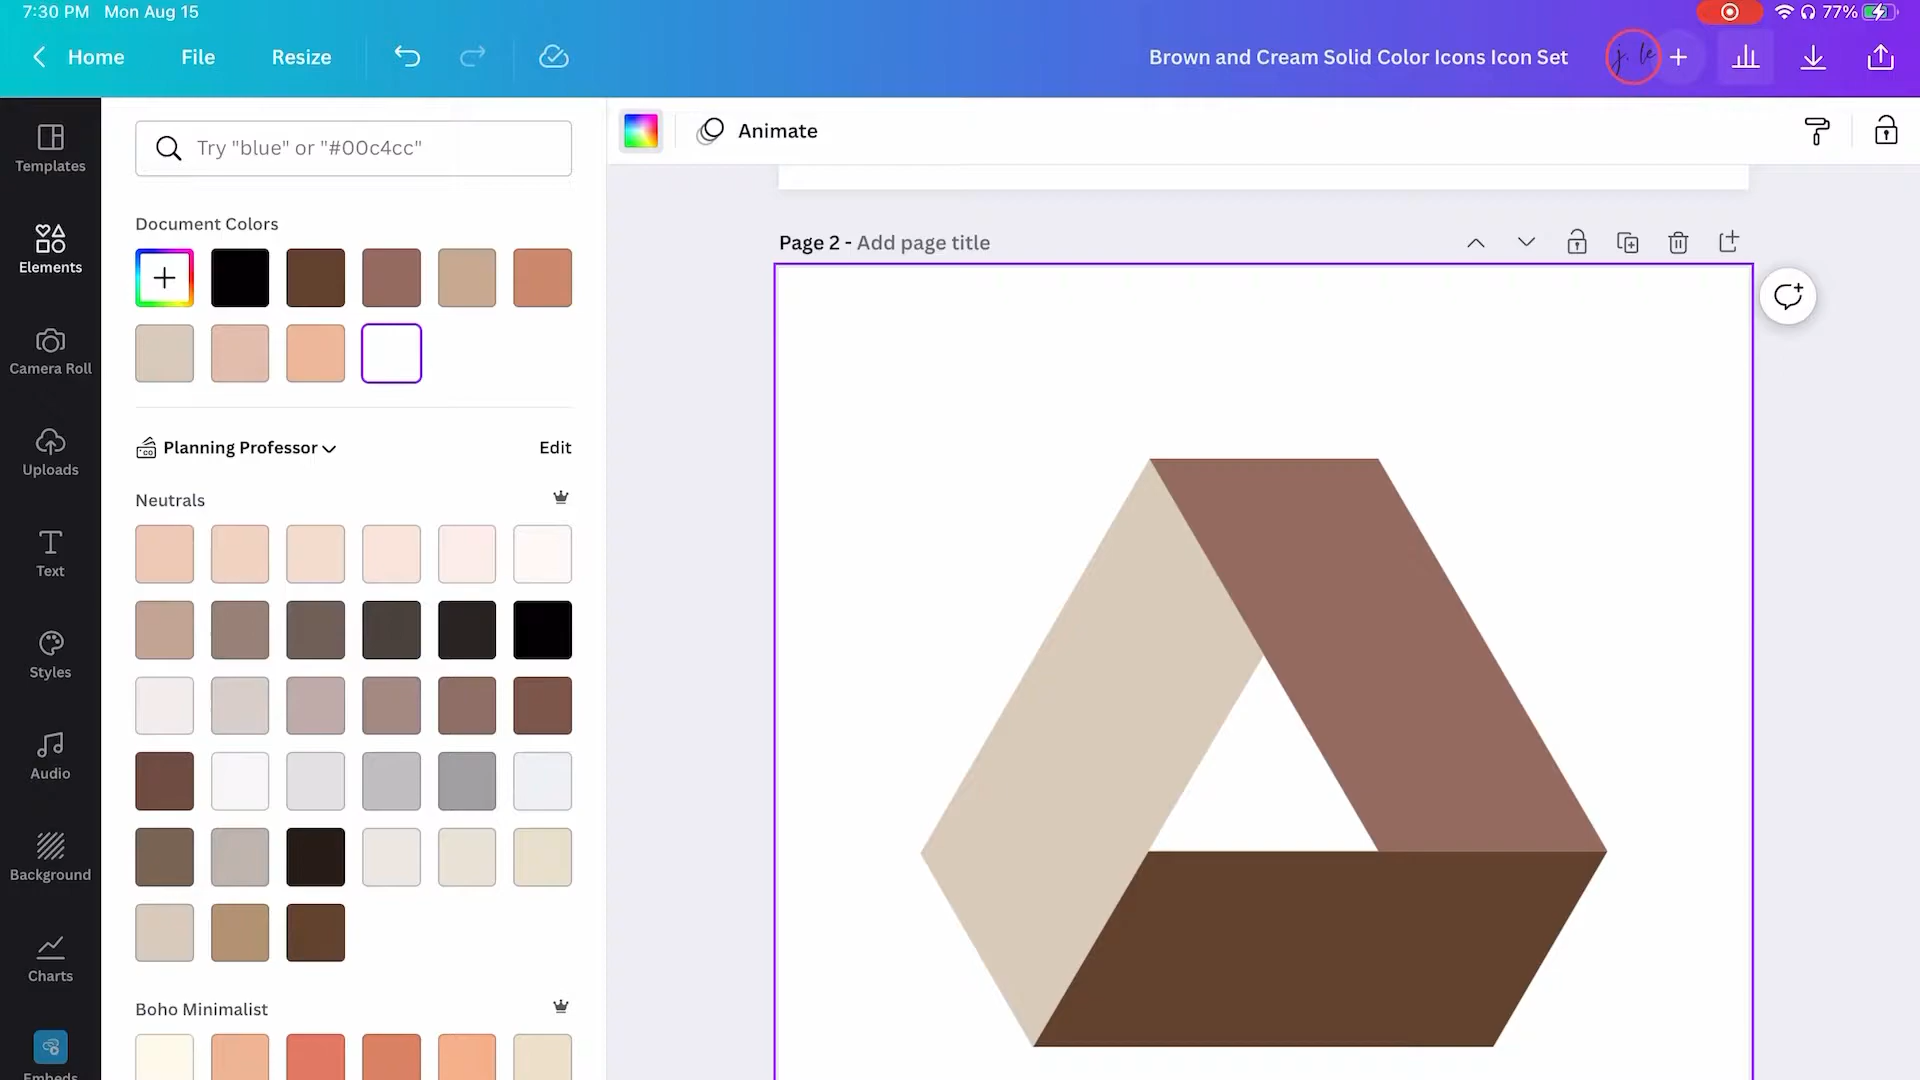 7:30 PM Mon Aug 15
77%
Home File Resize
Brown and Cream Solid Color Icons Icon Set
j. le
Templates
Elements
Camera Roll
Uploads
Text
Styles
Audio
Background
Charts
Embeds
Try "blue" or "#00c4cc"
Document Colors
CO
Planning Professor
Edit
Neutrals
Boho Minimalist
Animate
Page 2 - Add page title